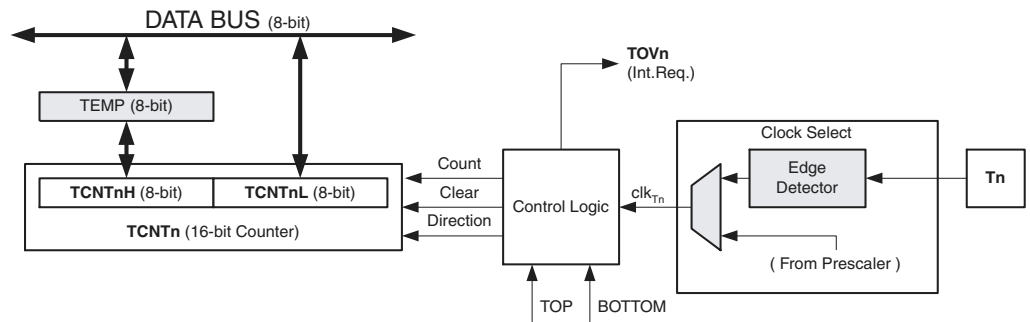 DATA BUS (8-bit)
TOVn
(Int.Req.)
TEMP (8-bit)
Clock Select
Count
Edge
Detector
Tn
TCNTnH (8-bit)
TCNTnL (8-bit)
Clear
Control Logic
clkTn
TCNTn (16-bit Counter)
Direction
( From Prescaler )
TOP
BOTTOM